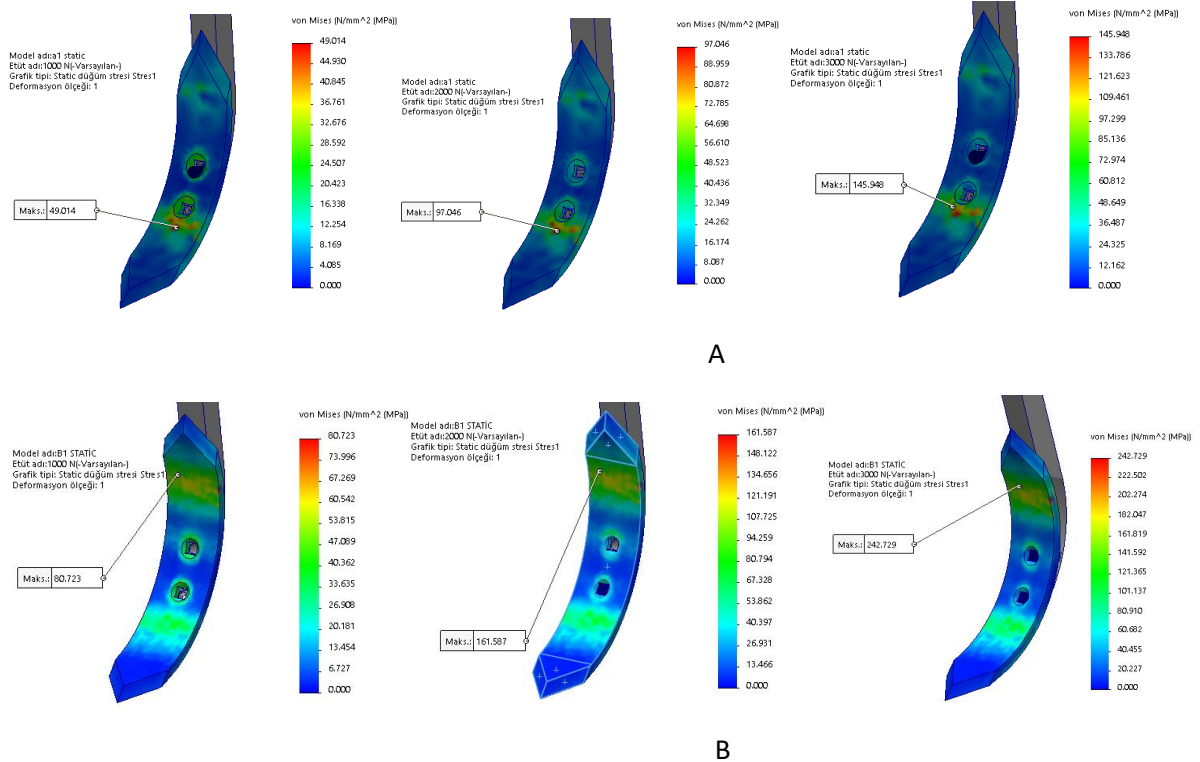 von Mises (N/mm^2 (MPa))
49.014
44.930
40.845
36.761
32.676
28.592
24.507
20.423
16.338
12.254
8.169
4.085
0.000
Model adı:a1 static
Etüt adı:1000 N(-Varsayılan-)
Grafik tipi: Static düğüm stresi Stres1
Deformasyon ölçeği: 1
Maks.: 49.014
von Mises (N/mm^2 (MPa))
97.046
88.959
80.872
72.785
64.698
56.610
48.523
40.436
32.349
24.262
16.174
8.087
0.000
Model adı:a1 static
Etüt adı:2000 N(-Varsayılan-)
Grafik tipi: Static düğüm stresi Stres1
Deformasyon ölçeği: 1
Maks.: 97.046
von Mises (N/mm^2 (MPa))
145.948
133.786
121.623
109.461
97.299
85.136
72.974
60.812
48.649
36.487
24.325
12.162
0.000
Model adı:a1 static
Etüt adı:3000 N(-Varsayılan-)
Grafik tipi: Static düğüm stresi Stres1
Deformasyon ölçeği: 1
Maks.: 145.948
A
von Mises (N/mm^2 (MPa))
80.723
73.996
67.269
60.542
53.815
47.089
40.362
33.635
26.908
20.181
13.454
6.727
0.000
Model adı:B1 STATİC
Etüt adı:1000 N(-Varsayılan-)
Grafik tipi: Static düğüm stresi Stres1
Deformasyon ölçeği: 1
Maks.: 80.723
von Mises (N/mm^2 (MPa))
161.587
148.122
134.656
121.191
107.725
94.259
80.794
67.328
53.862
40.397
26.931
13.466
0.000
Model adı:B1 STATİC
Etüt adı:2000 N(-Varsayılan-)
Grafik tipi: Static düğüm stresi Stres1
Deformasyon ölçeği: 1
Maks.: 161.587
von Mises (N/mm^2 (MPa))
242.729
222.502
202.274
182.047
161.819
141.592
121.365
101.137
80.910
60.682
40.455
20.227
0.000
Model adı:B1 STATİC
Etüt adı:3000 N(-Varsayılan-)
Grafik tipi: Static düğüm stresi Stres1
Deformasyon ölçeği: 1
Maks.: 242.729
B